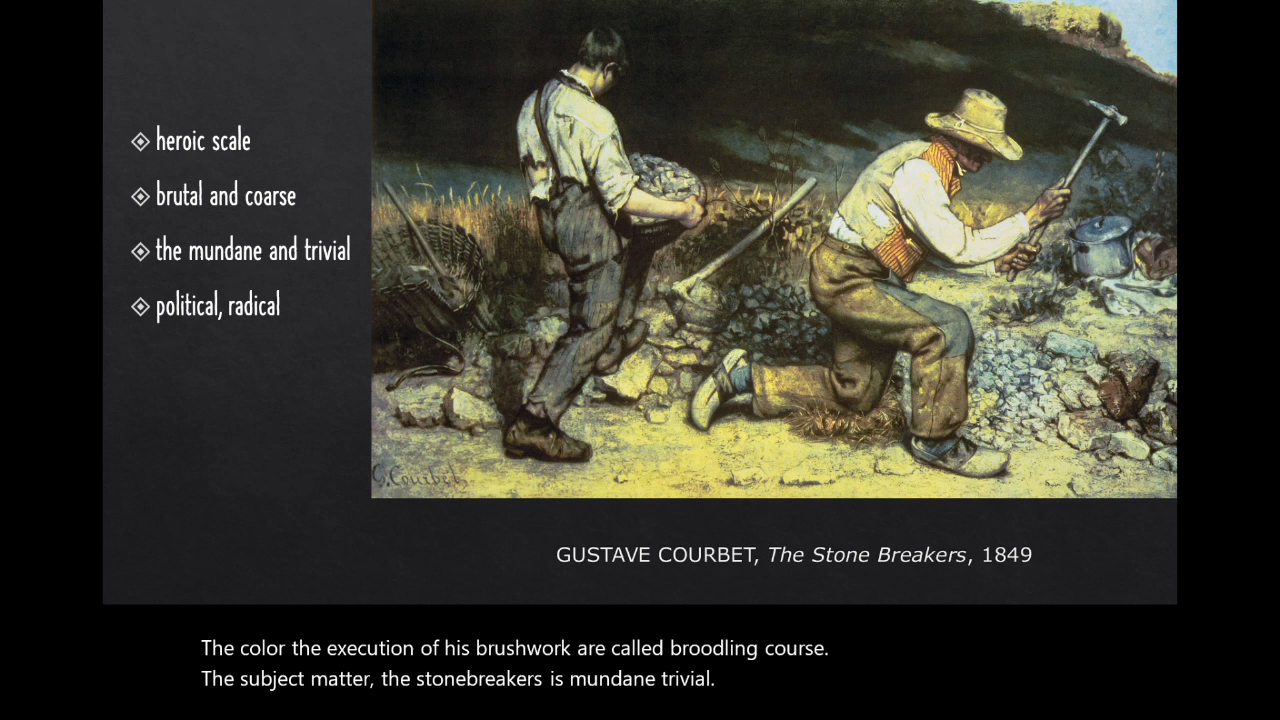 heroic scale
brutal and coarse
the mundane and trivial
political, radical
G. Courbet
GUSTAVE COURBET, The Stone Breakers, 1849
The color the execution of his brushwork are called broodling course.
The subject matter, the stonebreakers is mundane trivial.